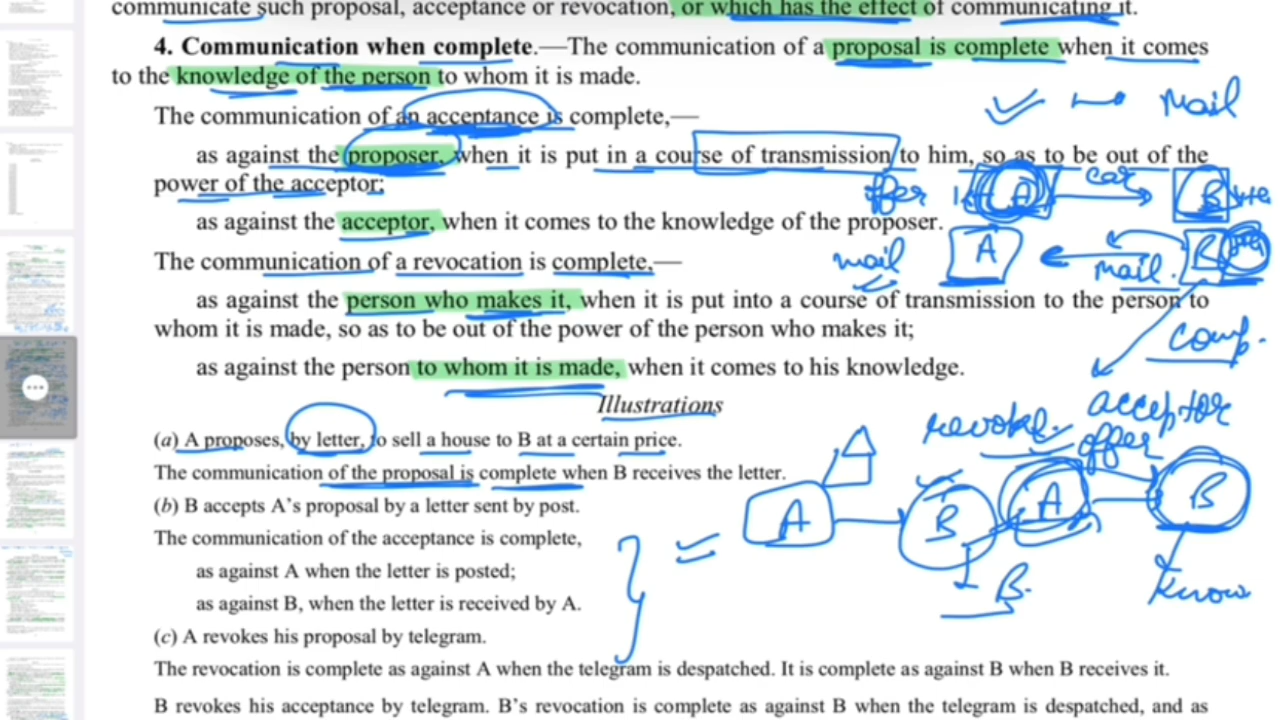 communicate such proposal, acceptance or revocation, or which has the effect of communicating it.
4. Communication when complete.—The communication of a proposal is complete when it comes
to the knowledge of the person to whom it is made.
Mail
The communication of an acceptance is complete,—
as against the proposer, when it is put in a course of transmission to him, so as to be out of the
power of the acceptor;
offer A car B
as against the acceptor, when it comes to the knowledge of the proposer.
mail A mail. B
The communication of a revocation is complete,—
as against the person who makes it, when it is put into a course of transmission to the person to
whom it is made, so as to be out of the power of the person who makes it;
comp.
as against the person to whom it is made, when it comes to his knowledge.
acceptor
Illustrations
revoke offer
(a) A proposes, by letter, to sell a house to B at a certain price.
The communication of the proposal is complete when B receives the letter.
A B A B
(b) B accepts A’s proposal by a letter sent by post.
The communication of the acceptance is complete,
as against A when the letter is posted;
B. know
as against B, when the letter is received by A.
(c) A revokes his proposal by telegram.
The revocation is complete as against A when the telegram is despatched. It is complete as against B when B receives it.
B revokes his acceptance by telegram. B’s revocation is complete as against B when the telegram is despatched, and as